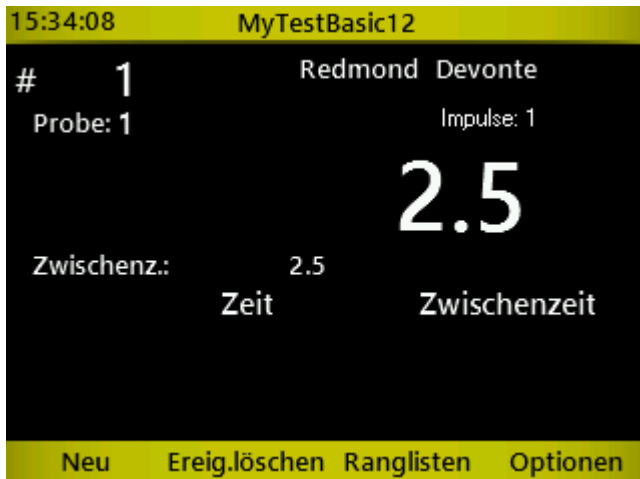 15:34:08 MyTestBasic12
# 1 Redmond Devonte
Probe: 1 Impulse: 1
2.5
Zwischenz.: 2.5
Zeit Zwischenzeit
Neu Ereig.löschen Ranglisten Optionen